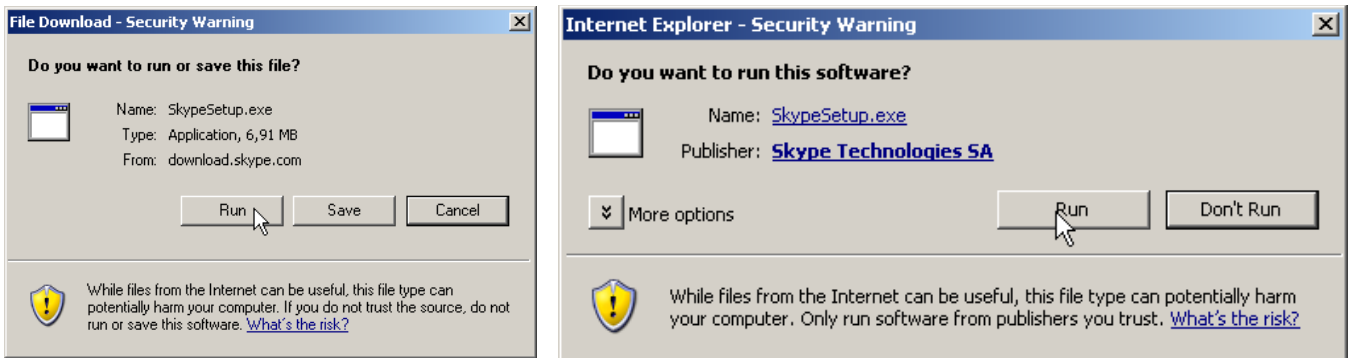 File Download - Security Warning
Do you want to run or save this file?
Name: SkypeSetup.exe
Type: Application, 6,91 MB
From: download.skype.com
Run Save Cancel
While files from the Internet can be useful, this file type can
potentially harm your computer. If you do not trust the source, do not
run or save this software. What's the risk?
Internet Explorer - Security Warning
Do you want to run this software?
Name: SkypeSetup.exe
Publisher: Skype Technologies SA
More options Run Don't Run
While files from the Internet can be useful, this file type can potentially harm
your computer. Only run software from publishers you trust. What's the risk?